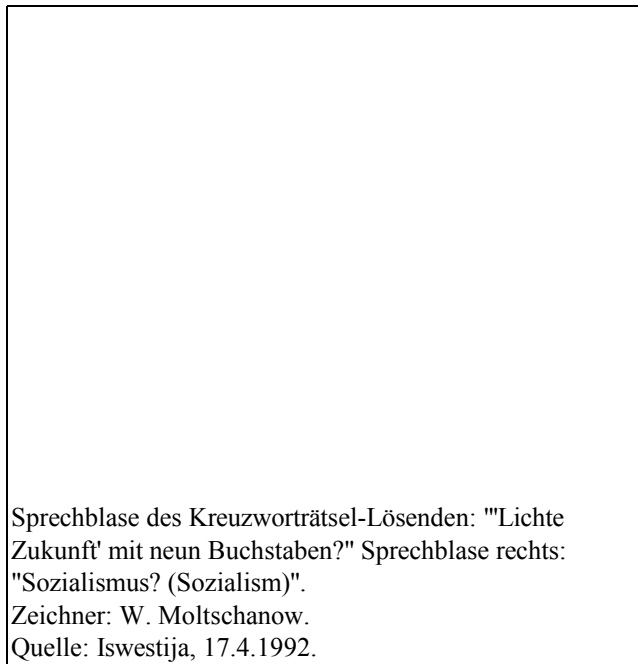 Sprechblase des Kreuzworträtsel-Lösenden: "'Lichte
Zukunft' mit neun Buchstaben?" Sprechblase rechts:
"Sozialismus? (Sozialism)".
Zeichner: W. Moltschanow.
Quelle: Iswestija, 17.4.1992.